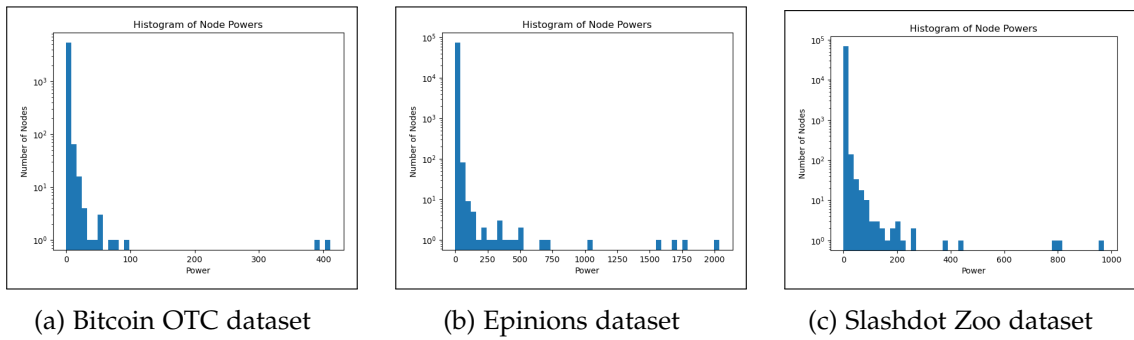 Histogram of Node Powers
Number of Nodes
10³
10²
10¹
10⁰
0 100 200 300 400
Power
(a) Bitcoin OTC dataset
Histogram of Node Powers
Number of Nodes
10⁵
10⁴
10³
10²
10¹
10⁰
0 250 500 750 1000 1250 1500 1750 2000
Power
(b) Epinions dataset
Histogram of Node Powers
Number of Nodes
10⁵
10⁴
10³
10²
10¹
10⁰
0 200 400 600 800 1000
Power
(c) Slashdot Zoo dataset